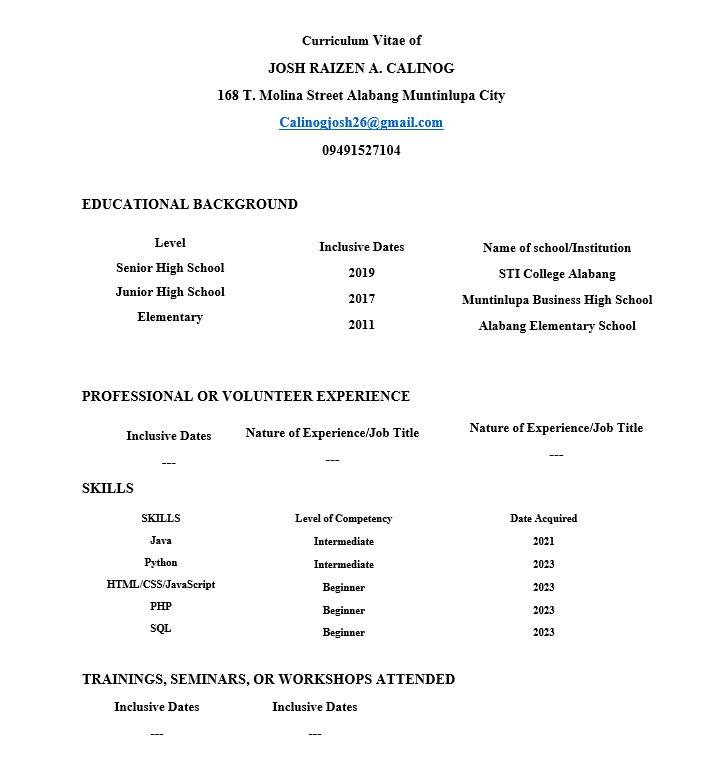 Curriculum Vitae of
JOSH RAIZEN A. CALINOG
168 T. Molina Street Alabang Muntinlupa City
Calinogjosh26@gmail.com
09491527104
EDUCATIONAL BACKGROUND
Level Inclusive Dates Name of school/Institution
Senior High School 2019 STI College Alabang
Junior High School 2017 Muntinlupa Business High School
Elementary 2011 Alabang Elementary School
PROFESSIONAL OR VOLUNTEER EXPERIENCE
Inclusive Dates Nature of Experience/Job Title Nature of Experience/Job Title
--- --- ---
SKILLS
SKILLS Level of Competency Date Acquired
Java Intermediate 2021
Python Intermediate 2023
HTML/CSS/JavaScript Beginner 2023
PHP Beginner 2023
SQL Beginner 2023
TRAININGS, SEMINARS, OR WORKSHOPS ATTENDED
Inclusive Dates Inclusive Dates
--- ---